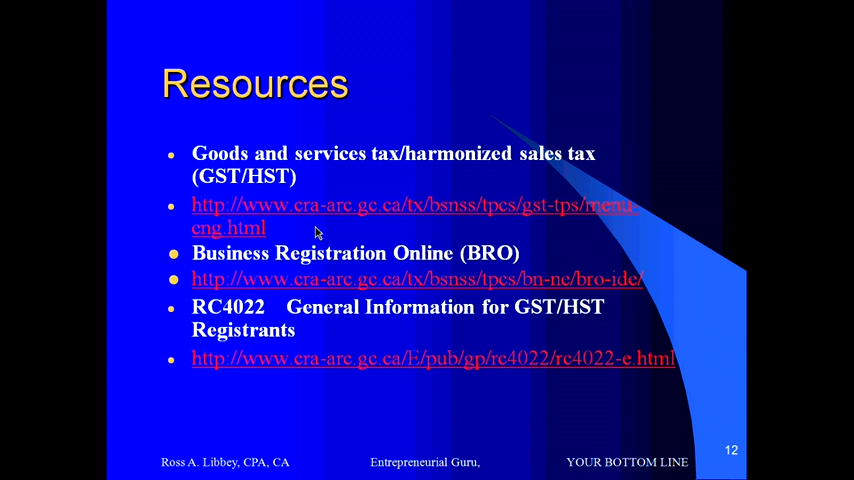 Resources
Goods and services tax/harmonized sales tax
(GST/HST)
http://www.cra-arc.gc.ca/tx/bsnss/tpcs/gst-tps/menu-
eng.html
Business Registration Online (BRO)
http://www.cra-arc.gc.ca/tx/bsnss/tpcs/bn-ne/bro-ide/
RC4022 General Information for GST/HST
Registrants
http://www.cra-arc.gc.ca/E/pub/gp/rc4022/rc4022-e.html
12
Ross A. Libbey, CPA, CA Entrepreneurial Guru, YOUR BOTTOM LINE